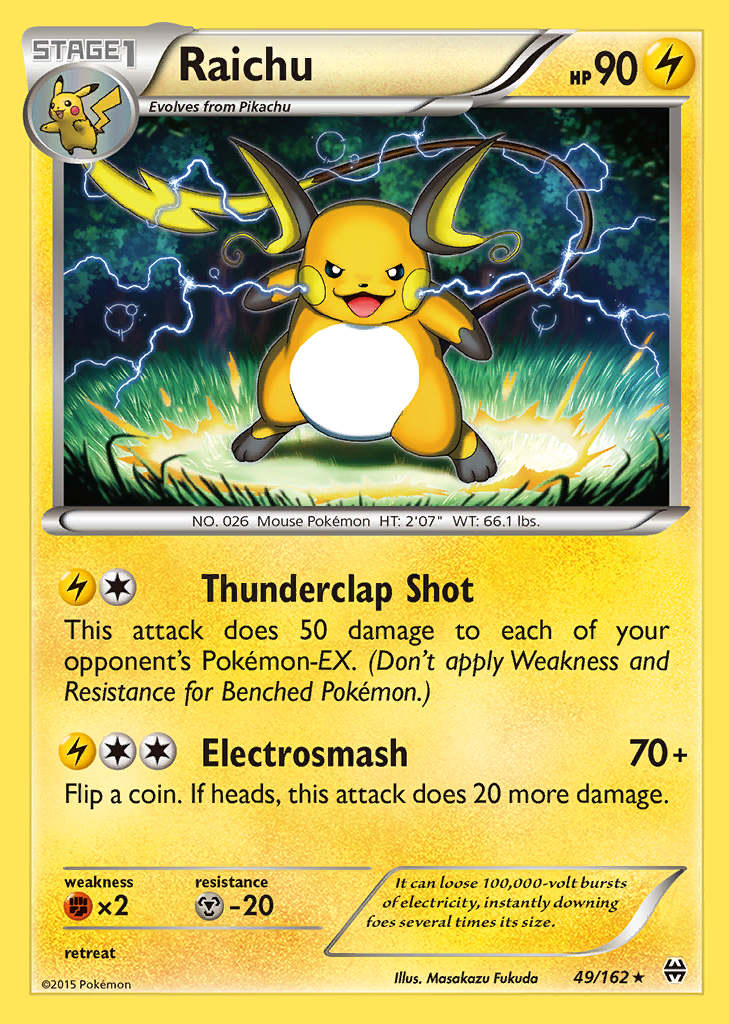 STAGE1
Raichu
HP 90
Evolves from Pikachu
NO. 026 Mouse Pokémon HT: 2'07" WT: 66.1 lbs.
Thunderclap Shot
This attack does 50 damage to each of your
opponent's Pokémon-EX. (Don't apply Weakness and
Resistance for Benched Pokémon.)
Electrosmash 70+
Flip a coin. If heads, this attack does 20 more damage.
weakness resistance
×2 -20
It can loose 100,000-volt bursts
of electricity, instantly downing
foes several times its size.
retreat
©2015 Pokémon
Illus. Masakazu Fukuda 49/162 ★